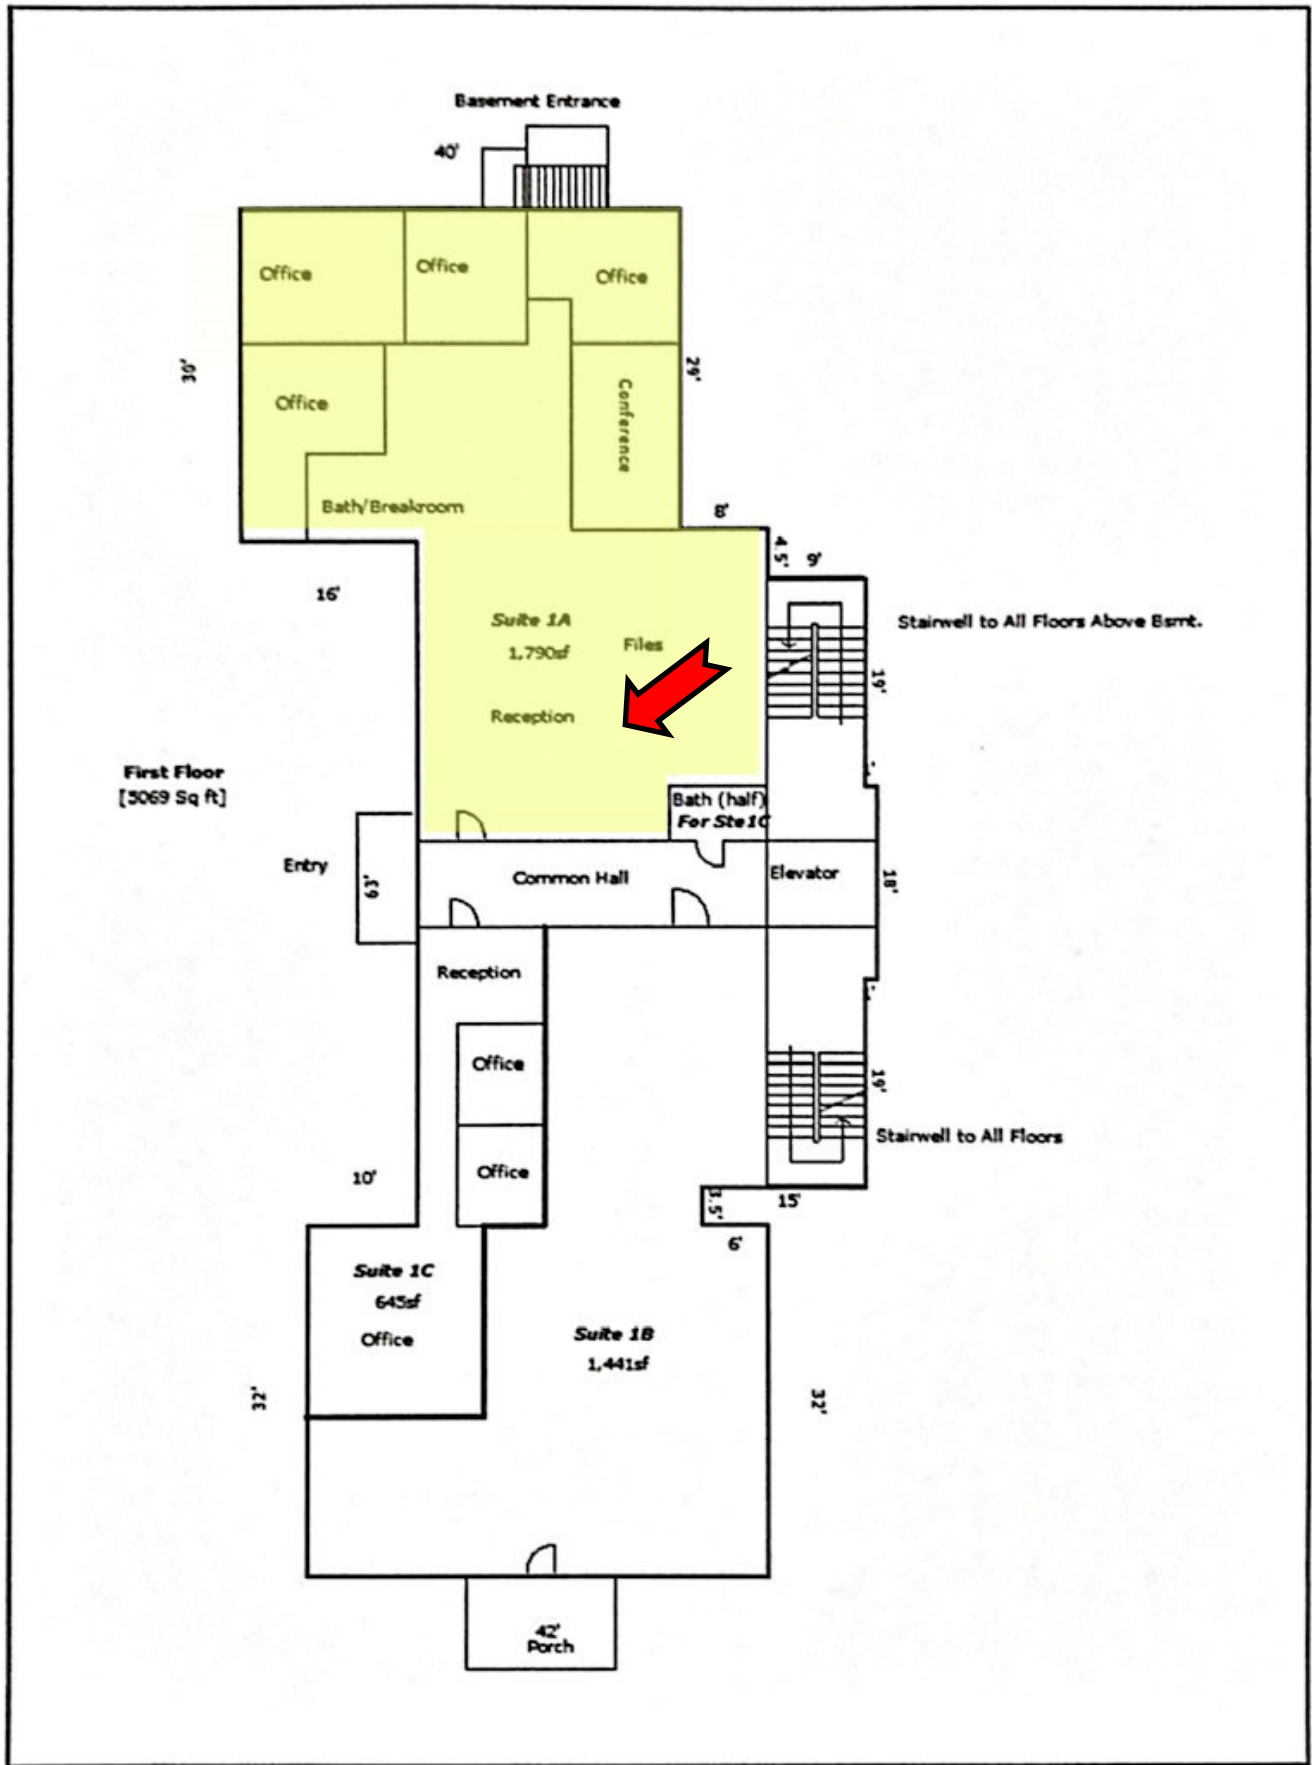 Basement Entrance
40'
Office
Office
Office
Office
30'
29'
Conference
Bath/Breakroom
8'
4.5'
9'
16'
Suite 1A
1,790sf
Files
Reception
Stairwell to All Floors Above Bsmt.
19'
First Floor
[5069 Sq ft]
Bath (half)
For Ste 1C
Entry
63'
Common Hall
Elevator
18'
Reception
Office
Office
19'
Stairwell to All Floors
10'
3.5'
15'
6'
Suite 1C
645sf
Office
Suite 1B
1,441sf
32'
32'
42'
Porch